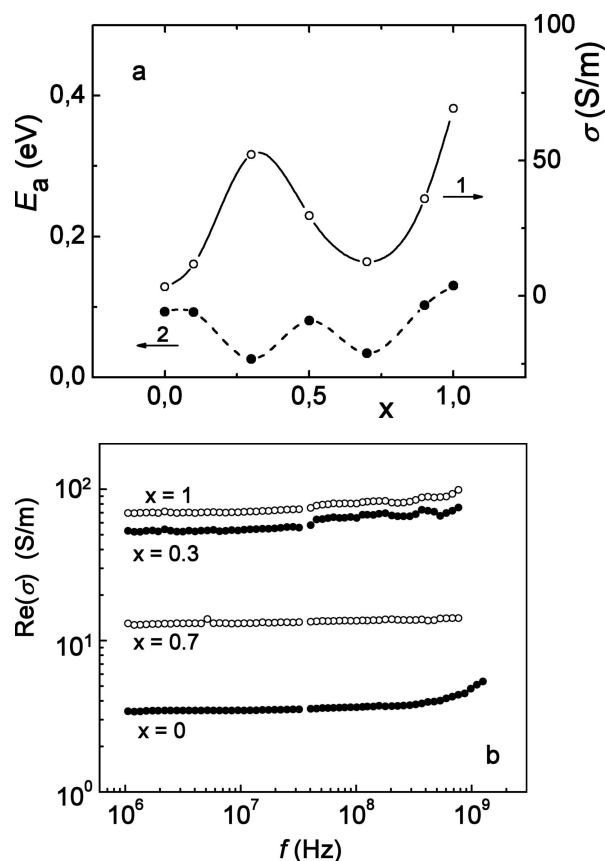 a
E_a (eV)
σ (S/m)
100
50
0
0,4
0,2
0,0
1
2
0,0
0,5
1,0
x
Re(σ) (S/m)
10^2
10^1
10^0
x = 1
x = 0.3
x = 0.7
x = 0
b
10^6
10^7
10^8
10^9
f (Hz)